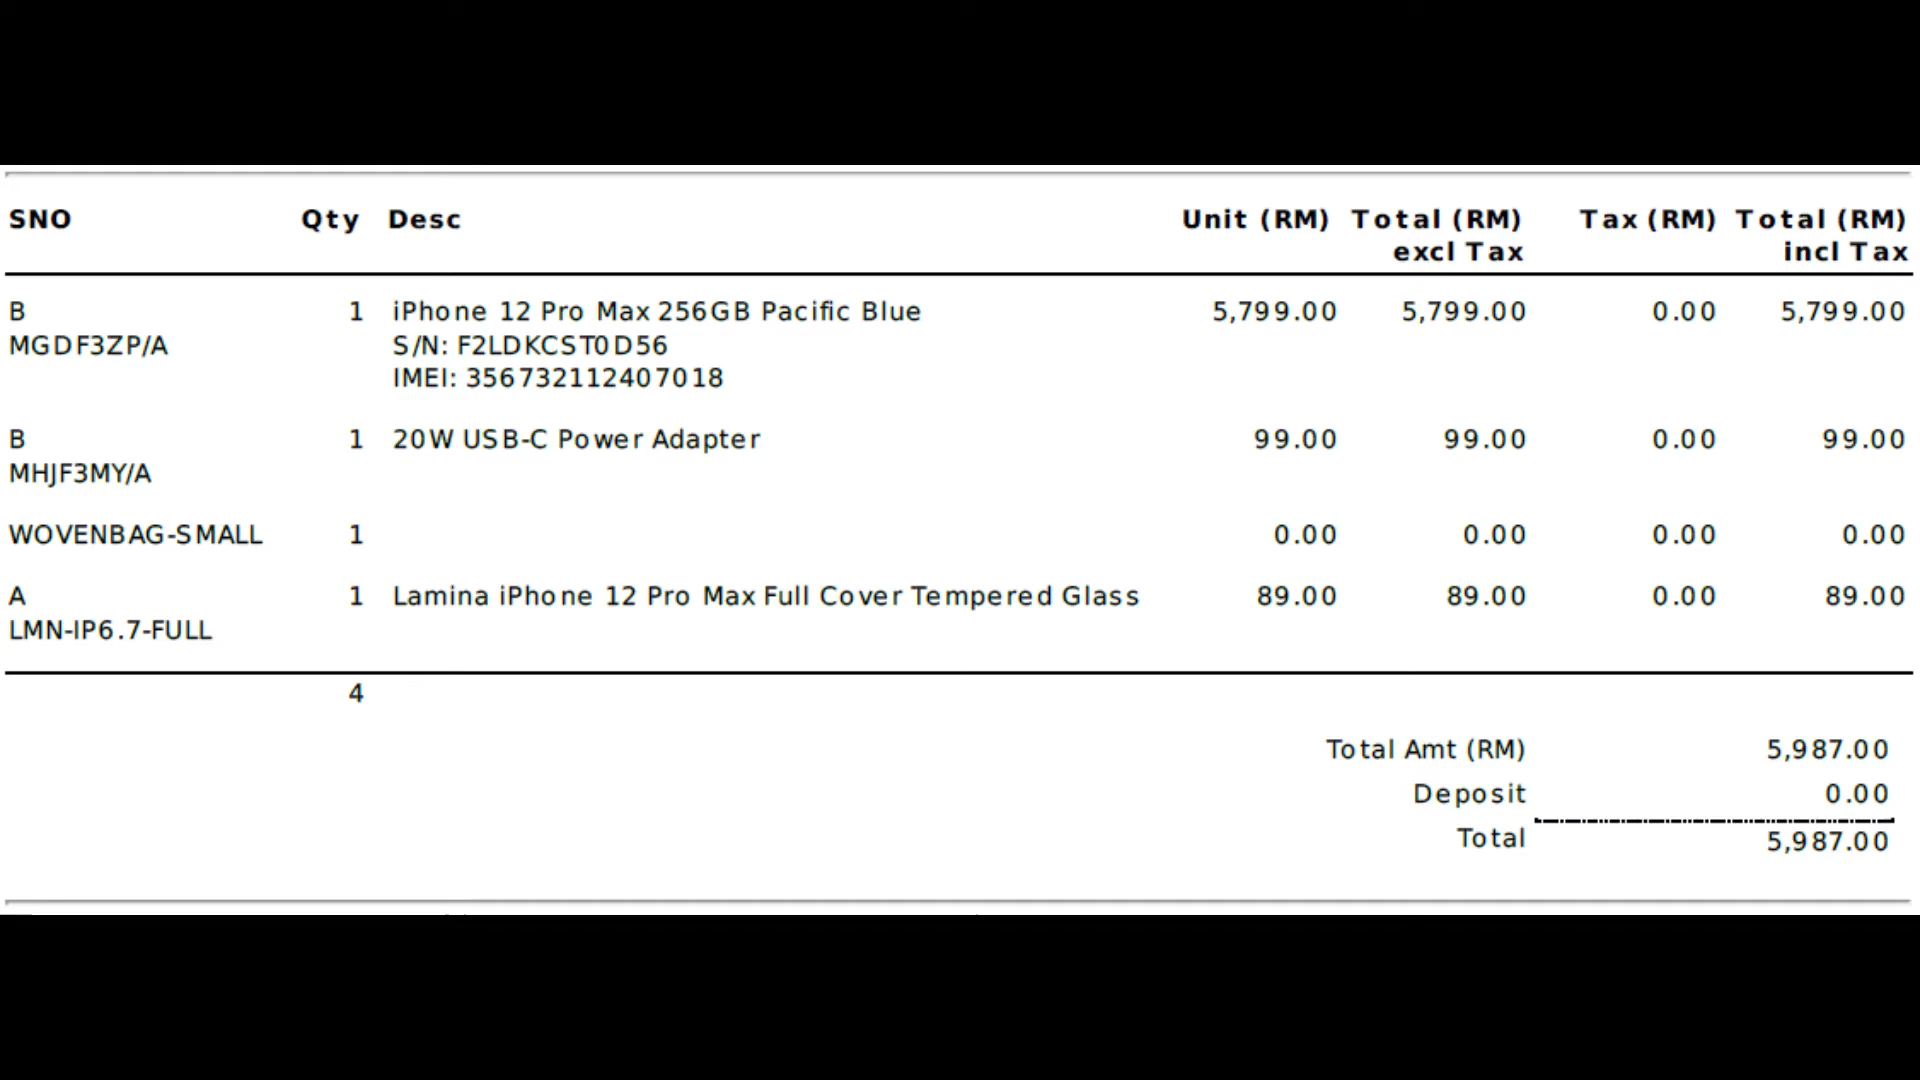 SNO Qty Desc Unit (RM) Total (RM) Tax (RM) Total (RM)
excl Tax incl Tax
B 1 iPhone 12 Pro Max 256GB Pacific Blue 5,799.00 5,799.00 0.00 5,799.00
MGDF3ZP/A S/N: F2LDKCST0D56
IMEI: 356732112407018
B 1 20W USB-C Power Adapter 99.00 99.00 0.00 99.00
MHJF3MY/A
WOVENBAG-SMALL 1 0.00 0.00 0.00 0.00
A 1 Lamina iPhone 12 Pro Max Full Cover Tempered Glass 89.00 89.00 0.00 89.00
LMN-IP6.7-FULL
4
Total Amt (RM) 5,987.00
Deposit 0.00
Total 5,987.00